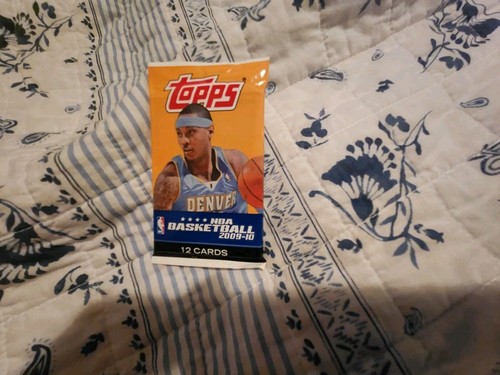 Topps
DENVER
NBA
BASKETBALL
2009-10
12 CARDS